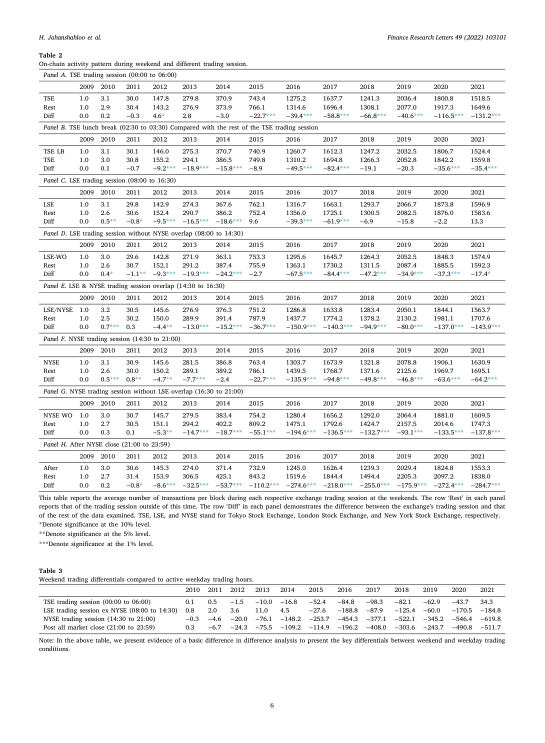 H. Jahanshahloo et al.
Finance Research Letters 49 (2022) 103101
Table 2
On-chain activity pattern during weekend and different trading session.
Panel A. TSE trading session (00:00 to 06:00)
2009 2010 2011 2012 2013 2014 2015 2016 2017 2018 2019 2020 2021
TSE 1.0 3.1 30.0 147.8 279.8 370.9 743.4 1275.2 1637.7 1241.3 2036.4 1800.8 1518.5
Rest 1.0 2.9 30.4 143.2 276.9 373.9 766.1 1314.6 1696.4 1308.1 2077.0 1917.3 1649.6
Diff 0.0 0.1 −0.3 4.6* 2.8 −3.0 −22.7*** −39.4*** −58.8*** −66.8*** −40.6*** −116.5*** −131.2***
Panel B. TSE lunch break (02:30 to 03:30) Compared with the rest of the TSE trading session
2009 2010 2011 2012 2013 2014 2015 2016 2017 2018 2019 2020 2021
TSE LB 1.0 3.1 30.1 146.0 275.3 370.7 740.9 1260.7 1612.3 1247.2 2032.5 1806.7 1524.4
TSE 1.0 3.0 30.8 155.2 294.1 386.5 749.8 1310.2 1694.8 1266.3 2052.8 1842.2 1559.8
Diff 0.0 0.1 −0.7 −9.2*** −18.9*** −15.8*** −8.9 −49.5*** −82.4*** −19.1 −20.3 −35.6*** −35.4***
Panel C. LSE trading session (08:00 to 16:30)
2009 2010 2011 2012 2013 2014 2015 2016 2017 2018 2019 2020 2021
LSE 1.0 3.1 29.8 142.9 274.3 367.6 762.1 1316.7 1663.1 1293.7 2066.7 1873.8 1596.9
Rest 1.0 2.6 30.6 152.4 290.7 386.2 752.4 1356.0 1725.1 1300.5 2082.5 1876.0 1583.6
Diff 0.0 0.5** −0.8* −9.5*** −16.5*** −18.6*** 9.6 −39.3*** −61.9*** −6.9 −15.8 −2.2 13.3
Panel D. LSE trading session without NYSE overlap (08:00 to 14:30)
2009 2010 2011 2012 2013 2014 2015 2016 2017 2018 2019 2020 2021
LSE-WO 1.0 3.0 29.6 142.8 271.9 363.1 753.3 1295.6 1645.7 1264.3 2052.5 1848.3 1574.9
Rest 1.0 2.6 30.7 152.1 291.2 387.4 755.9 1363.1 1730.2 1311.5 2087.4 1885.5 1592.3
Diff 0.0 0.4* −1.1** −9.3*** −19.3*** −24.2*** −2.7 −67.5*** −84.4*** −47.2*** −34.9*** −37.3*** −17.4*
Panel E. LSE & NYSE trading session overlap (14:30 to 16:30)
2009 2010 2011 2012 2013 2014 2015 2016 2017 2018 2019 2020 2021
LSE/NYSE 1.0 3.2 30.5 145.6 276.9 376.3 751.2 1286.8 1633.8 1283.4 2050.1 1844.1 1563.7
Rest 1.0 2.5 30.2 150.0 289.9 391.4 787.9 1437.7 1774.2 1378.2 2130.2 1981.1 1707.6
Diff 0.0 0.7*** 0.3 −4.4** −13.0*** −15.2*** −36.7*** −150.9*** −140.3*** −94.9*** −80.0*** −137.0*** −143.9***
Panel F. NYSE trading session (14:30 to 21:00)
2009 2010 2011 2012 2013 2014 2015 2016 2017 2018 2019 2020 2021
NYSE 1.0 3.1 30.9 145.6 281.5 386.8 763.4 1303.7 1673.9 1321.8 2078.8 1906.1 1630.9
Rest 1.0 2.6 30.0 150.2 289.1 389.2 786.1 1439.5 1768.7 1371.6 2125.6 1969.7 1695.1
Diff 0.0 0.5*** 0.8** −4.7** −7.7*** −2.4 −22.7*** −135.9*** −94.8*** −49.8*** −46.8*** −63.6*** −64.2***
Panel G. NYSE trading session without LSE overlap (16:30 to 21:00)
2009 2010 2011 2012 2013 2014 2015 2016 2017 2018 2019 2020 2021
NYSE WO 1.0 3.0 30.7 145.7 279.5 383.4 754.2 1280.4 1656.2 1292.0 2064.4 1881.0 1609.5
Rest 1.0 2.7 30.5 151.1 294.2 402.2 809.4 1475.1 1792.6 1424.7 2157.5 2014.6 1747.3
Diff 0.0 0.3 0.1 −5.3** −14.7*** −18.7*** −55.1*** −194.6*** −136.5*** −132.7*** −93.1*** −133.5*** −137.8***
Panel H. After NYSE close (21:00 to 23:59)
2009 2010 2011 2012 2013 2014 2015 2016 2017 2018 2019 2020 2021
After 1.0 3.0 30.6 145.3 274.0 371.4 732.9 1245.0 1626.4 1239.3 2029.4 1824.8 1553.3
Rest 1.0 2.7 31.4 153.9 306.5 425.1 843.2 1519.6 1844.4 1494.4 2205.3 2097.2 1838.0
Diff 0.0 0.2 −0.8* −8.6*** −32.5*** −53.7*** −110.2*** −274.6*** −218.0*** −255.0*** −175.9*** −272.4*** −284.7***
This table reports the average number of transactions per block during each respective exchange trading session at the weekends. The row 'Rest' in each panel
reports that of the trading session outside of this time. The row 'Diff' in each panel demonstrates the difference between the exchange's trading session and that
of the rest of the data examined. TSE, LSE, and NYSE stand for Tokyo Stock Exchange, London Stock Exchange, and New York Stock Exchange, respectively.
*Denote significance at the 10% level.
**Denote significance at the 5% level.
***Denote significance at the 1% level.
Table 3
Weekend trading differentials compared to active weekday trading hours.
2010 2011 2012 2013 2014 2015 2016 2017 2018 2019 2020 2021
TSE trading session (00:00 to 06:00) 0.1 0.5 −1.5 −10.0 −16.8 −52.4 −84.8 −98.3 −82.1 −62.9 −43.7 34.3
LSE trading session ex NYSE (08:00 to 14:30) 0.8 2.0 3.6 11.0 4.5 −27.6 −188.8 −87.9 −125.4 −60.0 −170.5 −184.8
NYSE trading session (14:30 to 21:00) −0.3 −4.6 −20.0 −76.1 −148.2 −253.7 −454.3 −377.1 −522.1 −345.2 −546.4 −619.8
Post all market close (21:00 to 23:59) 0.3 −6.7 −24.3 −75.5 −109.2 −114.9 −196.2 −408.0 −303.6 −243.7 −490.8 −511.7
Note: In the above table, we present evidence of a basic difference in difference analysis to present the key differentials between weekend and weekday trading
conditions.
6